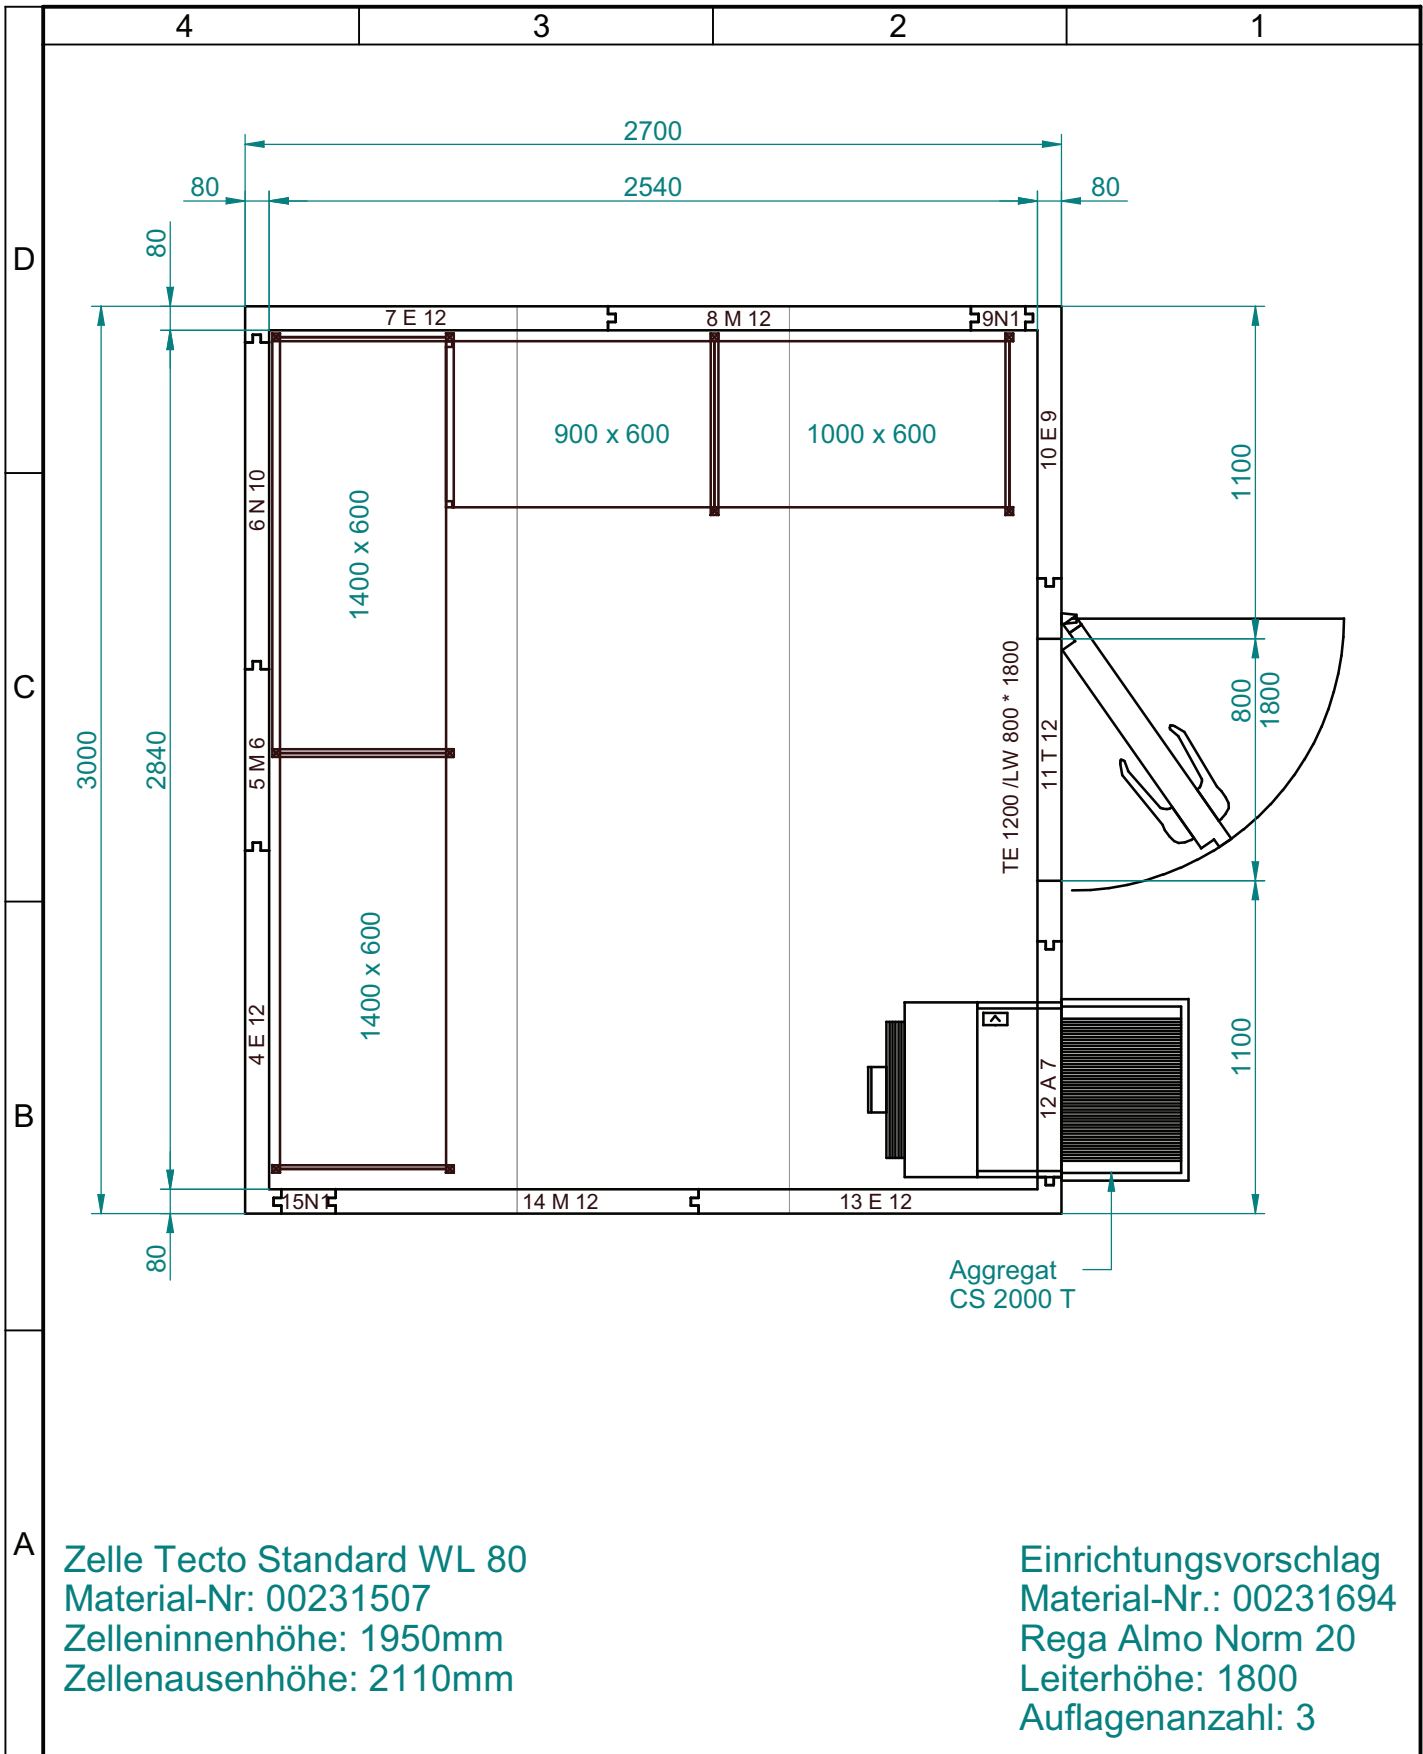 4 3 2 1
2700
80 2540 80
80
D
7 E 12 8 M 12 9N1
900 x 600 1000 x 600
10 E 9
1100
6 N 10
1400 x 600
C
TE 1200 /LW 800 * 1800
11 T 12
800
1800
3000
2840
5 M 6
1400 x 600
4 E 12
12 A 7
1100
B
15N1 14 M 12 13 E 12
80
Aggregat
CS 2000 T
A
Zelle Tecto Standard WL 80
Material-Nr: 00231507
Zelleninnenhöhe: 1950mm
Zellenausenhöhe: 2110mm
Einrichtungsvorschlag
Material-Nr.: 00231694
Rega Almo Norm 20
Leiterhöhe: 1800
Auflagenanzahl: 3